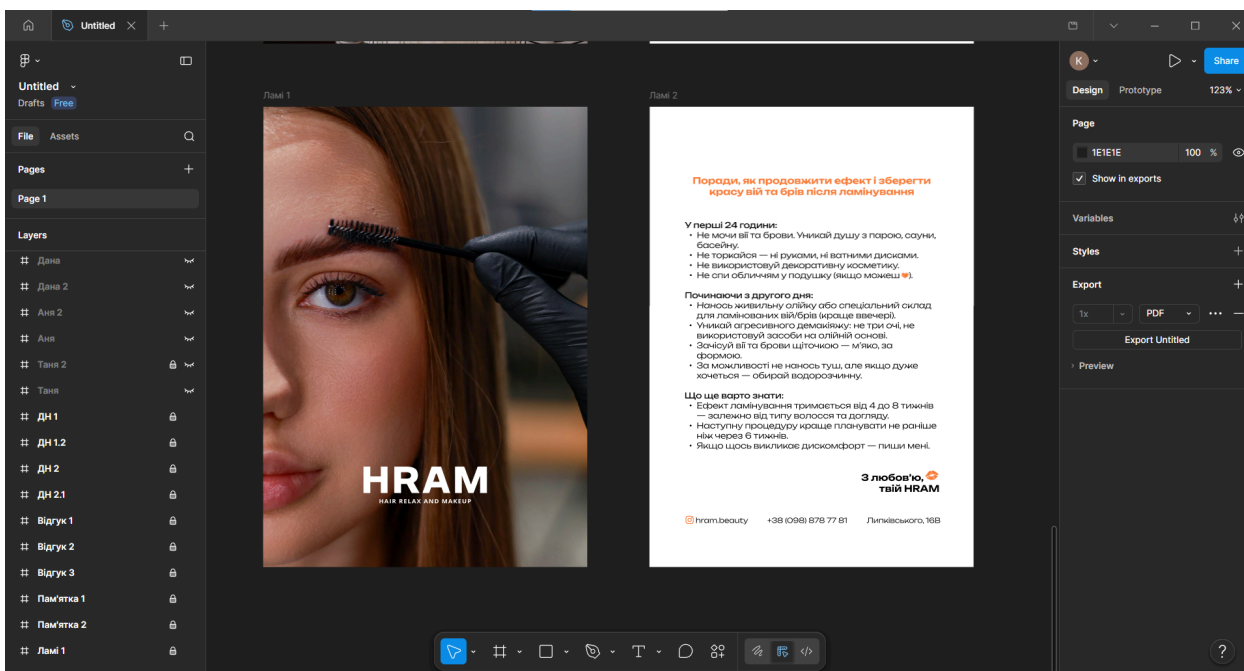 Untitled
Untitled
Drafts Free
File Assets
Pages
Page 1
Layers
Дана
Дана 2
Аня 2
Аня
Таня 2
Таня
ДН 1
ДН 1.2
ДН 2
ДН 2.1
Відгук 1
Відгук 2
Відгук 3
Пам'ятка 1
Пам'ятка 2
Ламі 1
Ламі 1
HRAM
HAIR RELAX AND MAKEUP
Ламі 2
Поради, як продовжити ефект і зберегти
красу вій та брів після ламінування
У перші 24 години:
• Не мочи вії та брови. Уникай душу з парою, сауни,
басейну.
• Не торкайся — ні руками, ні ватними дисками.
• Не використовуй декоративну косметику.
• Не спи обличчям у подушку (якщо можеш 🧡).
Починаючи з другого дня:
• Нанось живильну олійку або спеціальний склад
для ламінованих вій/брів (краще ввечері).
• Уникай агресивного демакіяжу: не три очі, не
використовуй засоби на олійній основі.
• Зачісуй вії та брови щіточкою — м'яко, за
формою.
• За можливості не нанось туш, але якщо дуже
хочеться — обирай водорозчинну.
Що ще варто знати:
• Ефект ламінування тримається від 4 до 8 тижнів
— залежно від типу волосся та догляду.
• Наступну процедуру краще планувати не раніше
ніж через 6 тижнів.
• Якщо щось викликає дискомфорт — пиши мені.
З любов'ю, 💋
твій HRAM
hram.beauty +38 (098) 878 77 81 Липківського, 16В
K Share
Design Prototype 123%
Page
1E1E1E 100 %
Show in exports
Variables
Styles
Export
1x PDF
Export Untitled
Preview
?